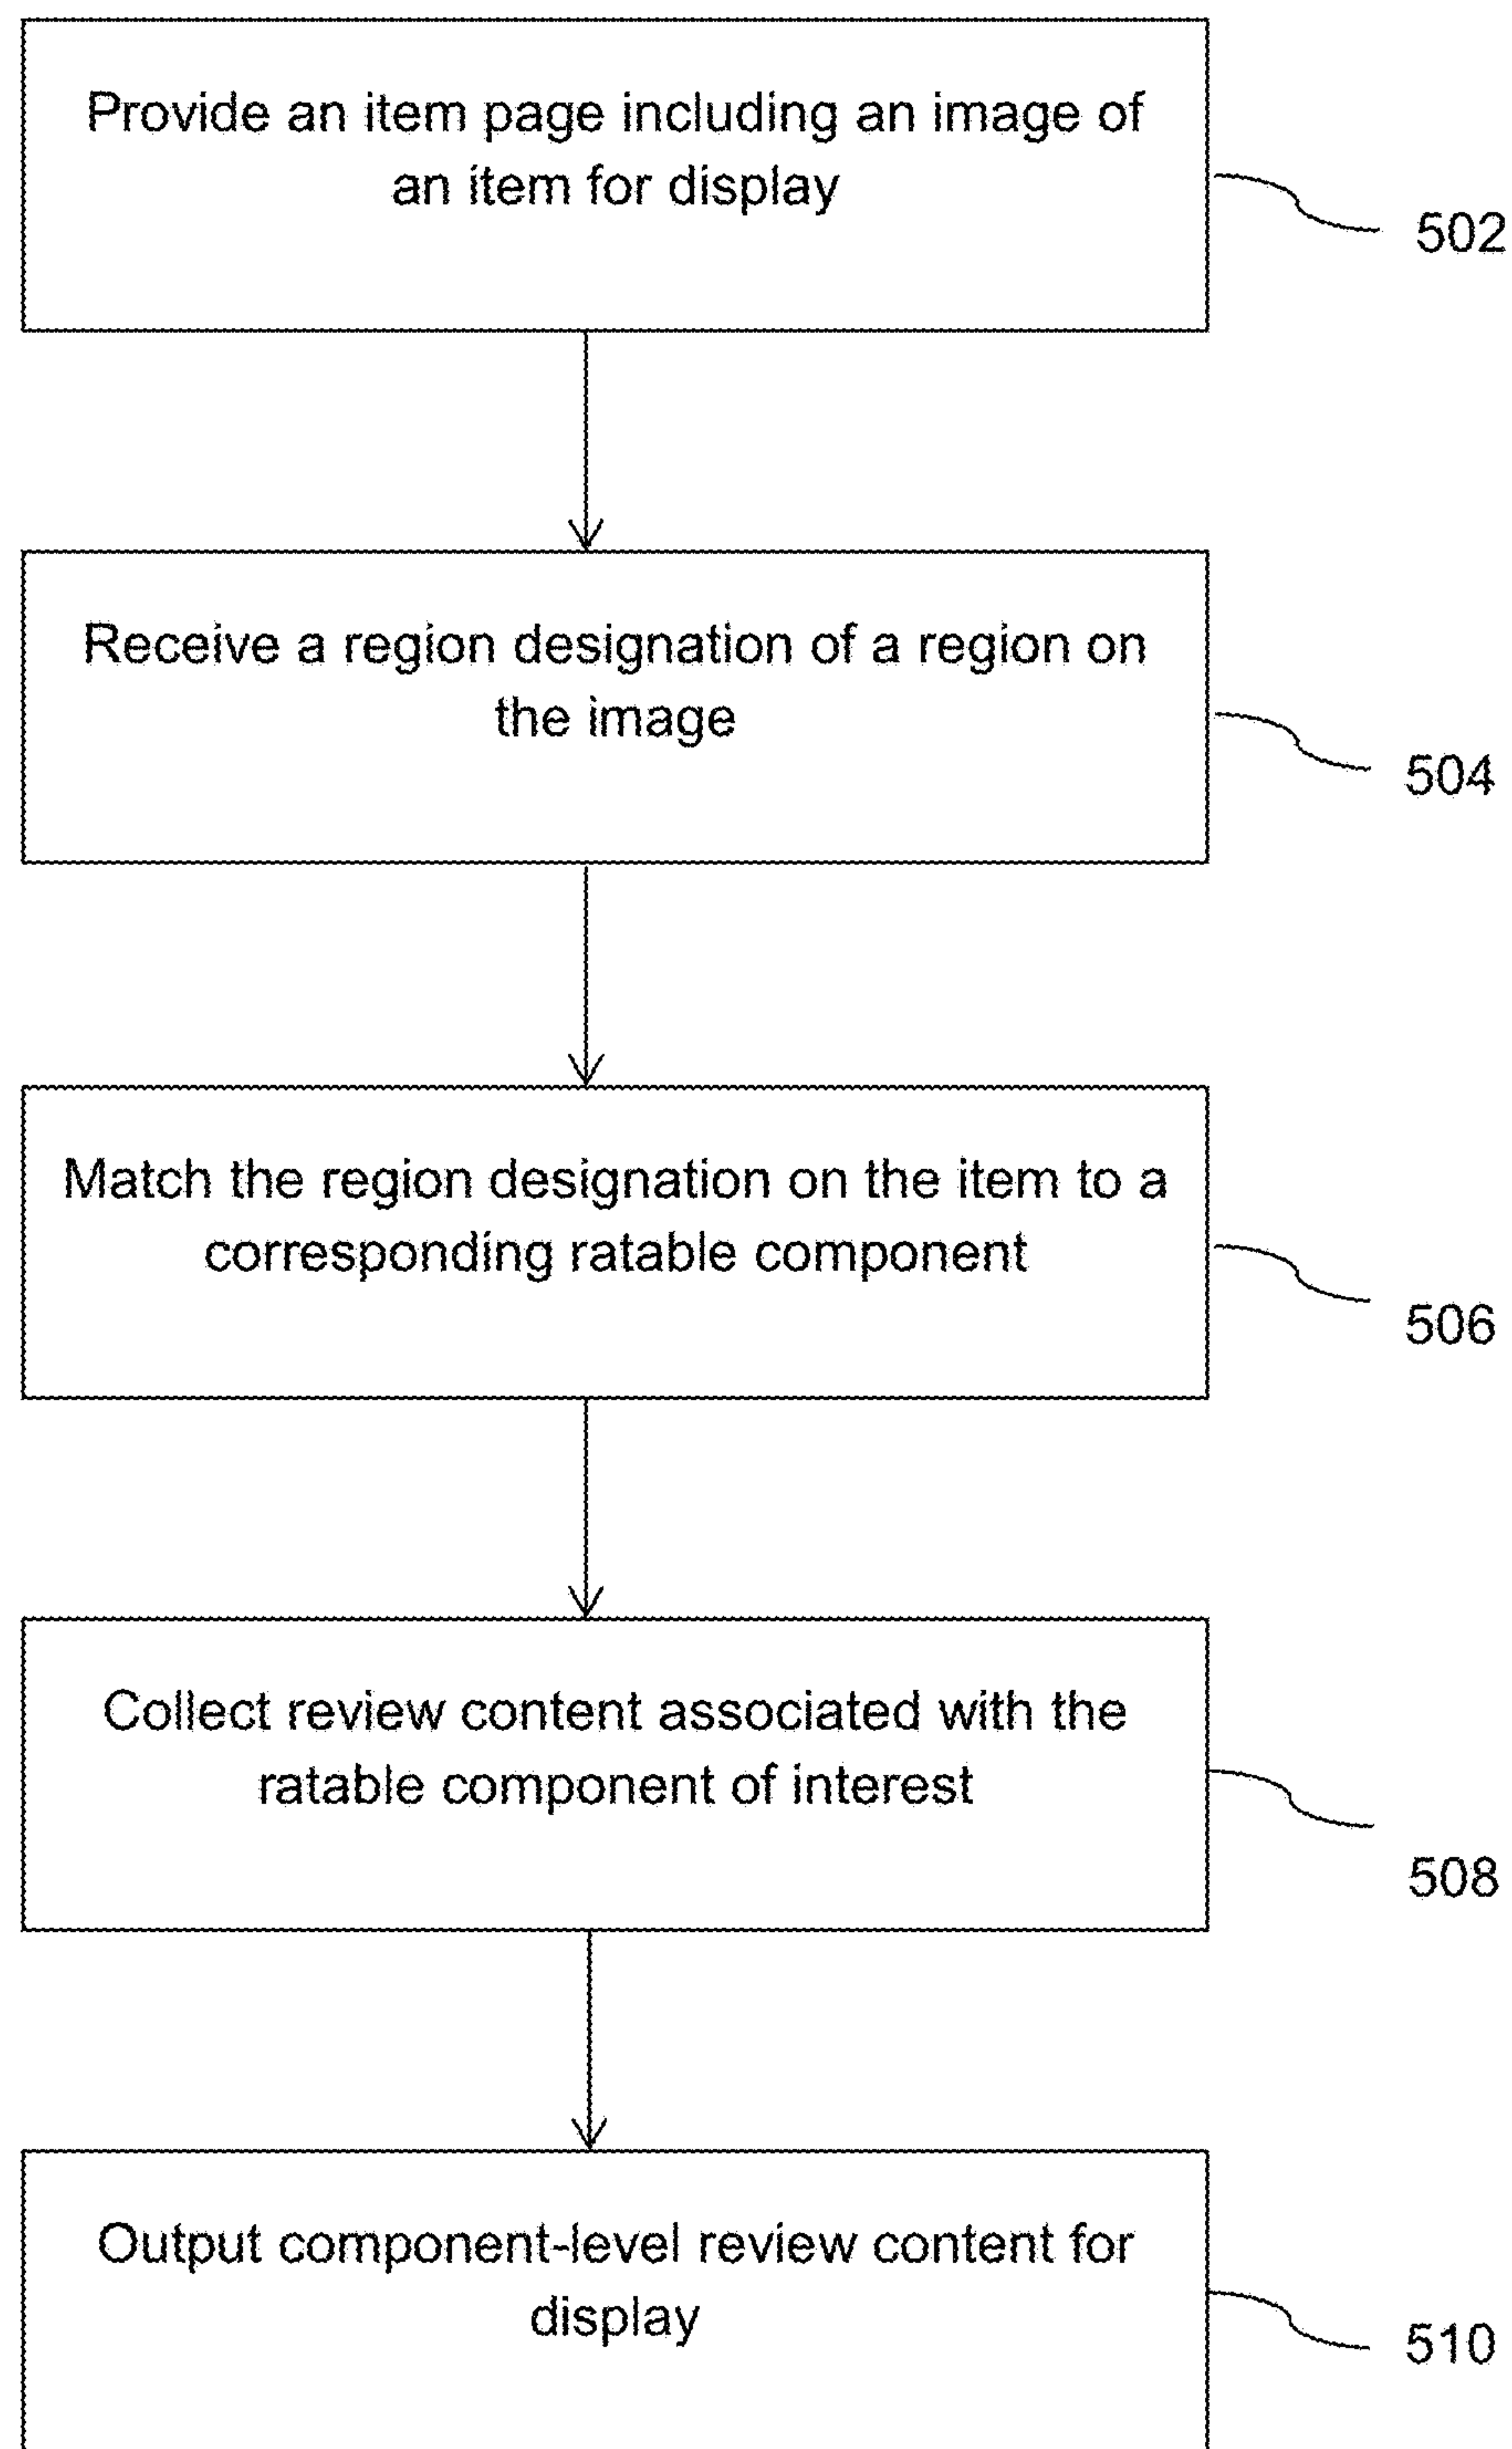 Provide an item page including an image of
an item for display
502
Receive a region designation of a region on
the image
504
Match the region designation on the item to a
corresponding ratable component
506
Collect review content associated with the
ratable component of interest
508
Output component-level review content for
display
510